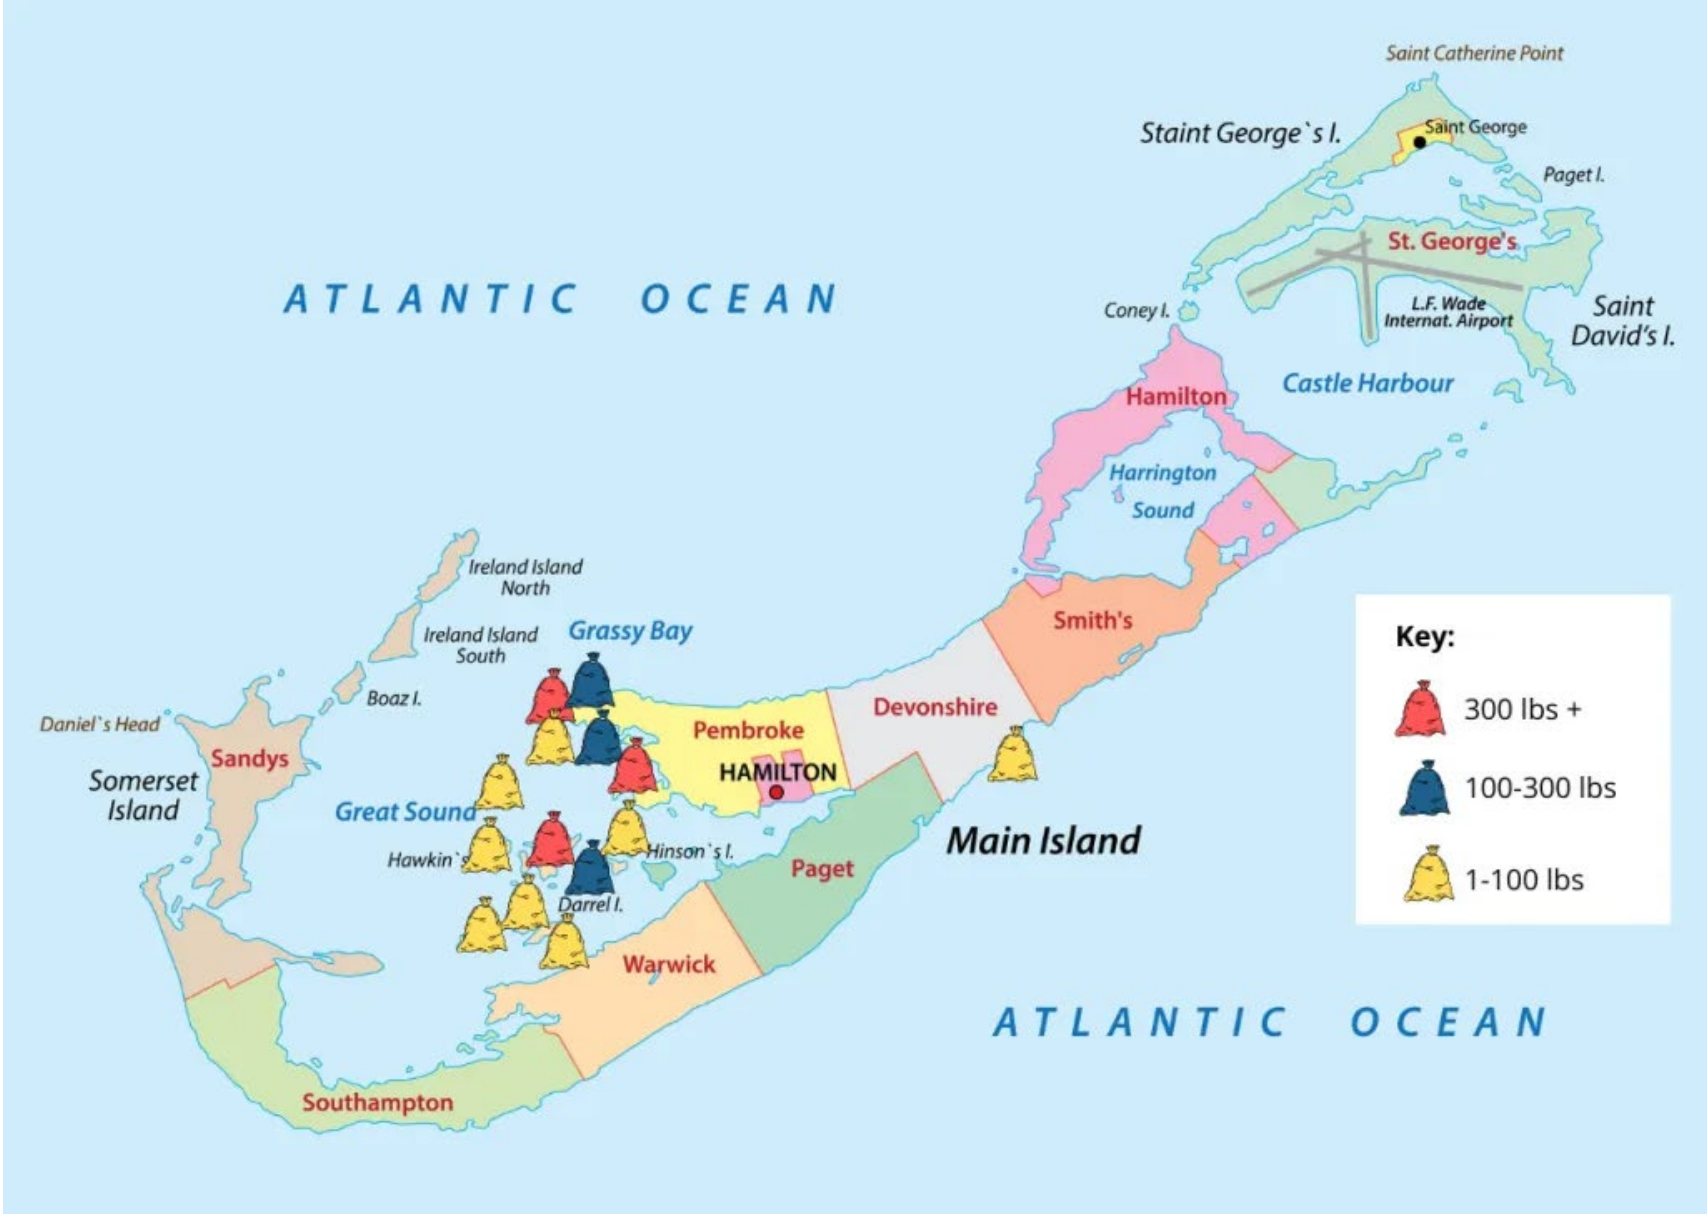 Saint Catherine Point
Staint George`s I.
Saint George
Paget I.
St. George's
ATLANTIC OCEAN
Coney I.
L.F. Wade
Internat. Airport
Saint
David's I.
Castle Harbour
Hamilton
Harrington
Sound
Ireland Island
North
Ireland Island
South
Grassy Bay
Smith's
Boaz I.
Daniel`s Head
Sandys
Somerset
Island
Devonshire
Pembroke
HAMILTON
Great Sound
Hawkin`s
Hinson`s I.
Main Island
Paget
Darrel I.
Warwick
ATLANTIC OCEAN
Southampton
Key:
300 lbs +
100-300 lbs
1-100 lbs